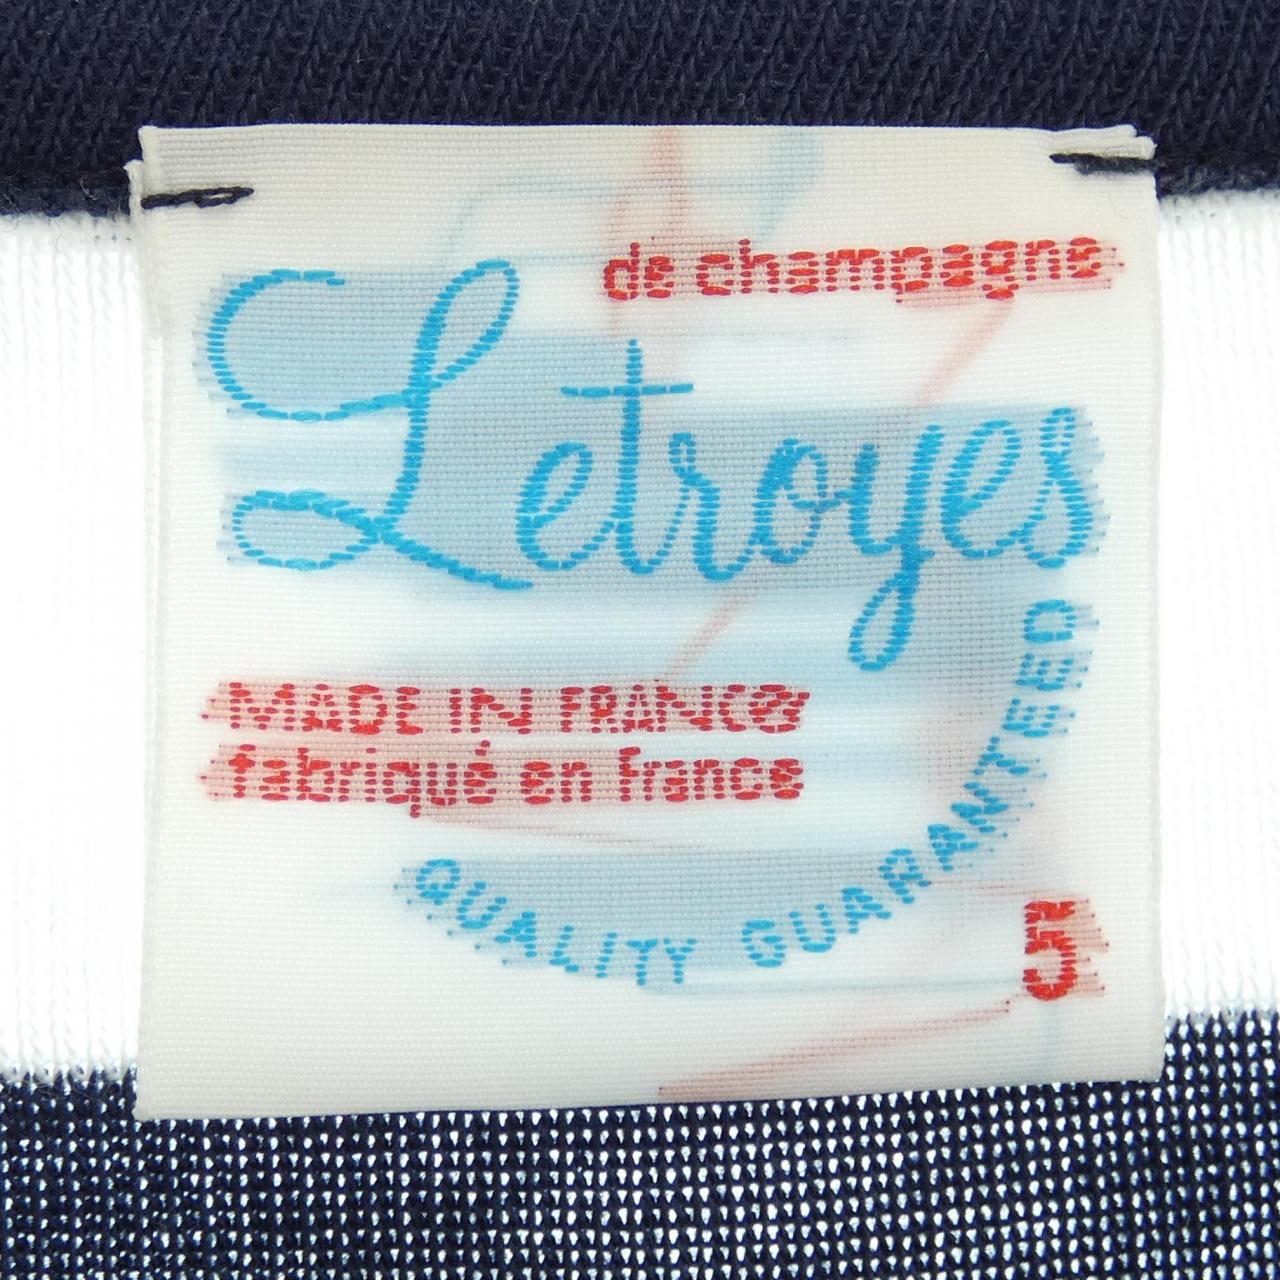 de champagne
Letroyes
MADE IN FRANCE
fabriqué en france
QUALITY GUARANTEED
5